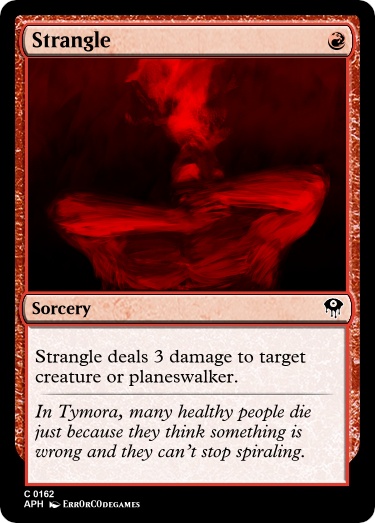 Strangle
Sorcery
Strangle deals 3 damage to target
creature or planeswalker.
In Tymora, many healthy people die
just because they think something is
wrong and they can't stop spiraling.
C 0162
APH ErrOrC0degames